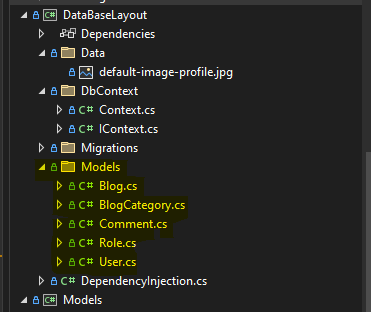 DataBaseLayout
Dependencies
Data
default-image-profile.jpg
DbContext
C# Context.cs
C# IContext.cs
Migrations
Models
C# Blog.cs
C# BlogCategory.cs
C# Comment.cs
C# Role.cs
C# User.cs
C# DependencyInjection.cs
C# Models